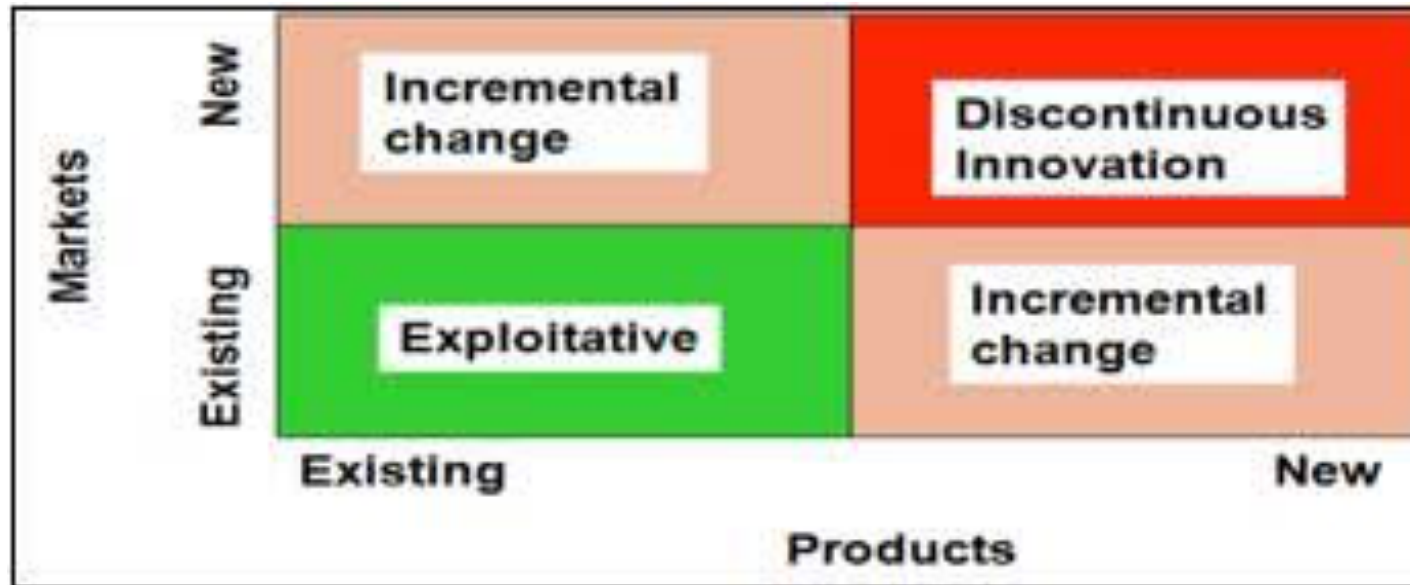 Markets
New
Incremental
change
Discontinuous
Innovation
Existing
Exploitative
Incremental
change
Existing
New
Products